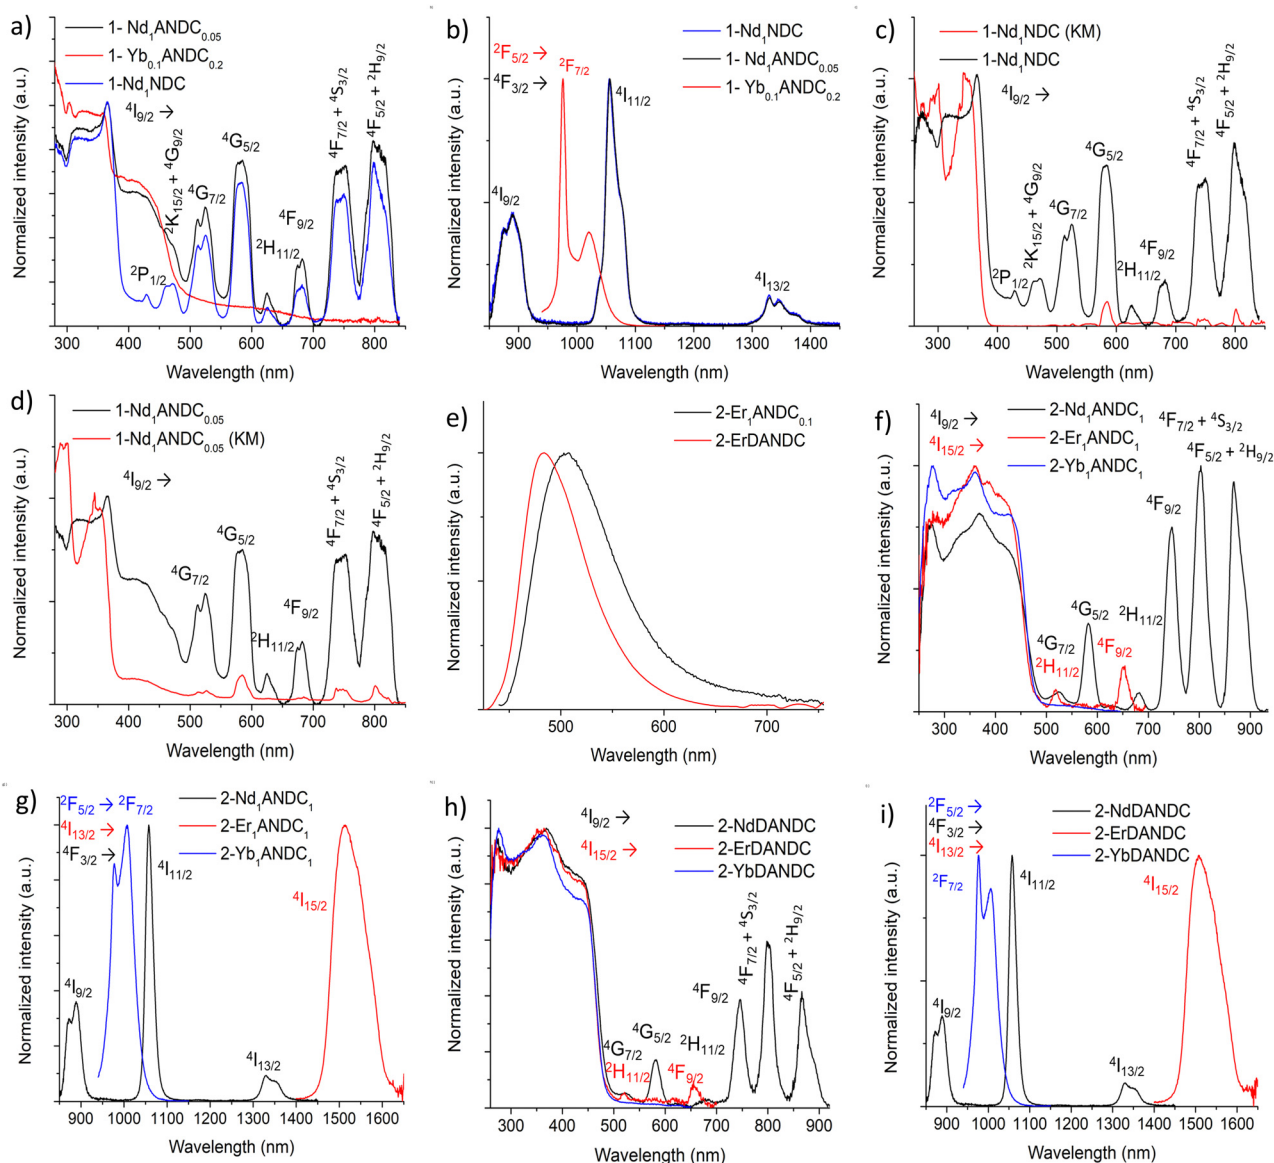 a)
1- Nd₁ANDC₀.₀₅
1- Yb₀.₁ANDC₀.₂
1-Nd₁NDC
⁴I₉/₂ →
²P₁/₂
²K₁₅/₂ + ⁴G₉/₂
⁴G₇/₂
⁴G₅/₂
²H₁₁/₂
⁴F₉/₂
⁴F₇/₂ + ⁴S₃/₂
⁴F₅/₂ + ²H₉/₂
Normalized intensity (a.u.)
300 400 500 600 700 800
Wavelength (nm)
b)
1-Nd₁NDC
1- Nd₁ANDC₀.₀₅
1- Yb₀.₁ANDC₀.₂
²F₅/₂ →
⁴F₃/₂ →
²F₇/₂
⁴I₉/₂
⁴I₁₁/₂
⁴I₁₃/₂
Normalized intensity (a.u.)
900 1000 1100 1200 1300 1400
Wavelength (nm)
c)
1-Nd₁NDC (KM)
1-Nd₁NDC
⁴I₉/₂ →
²P₁/₂
²K₁₅/₂ + ⁴G₉/₂
⁴G₇/₂
⁴G₅/₂
²H₁₁/₂
⁴F₉/₂
⁴F₇/₂ + ⁴S₃/₂
⁴F₅/₂ + ²H₉/₂
Normalized intensity (a.u.)
300 400 500 600 700 800
Wavelength (nm)
d)
1-Nd₁ANDC₀.₀₅
1-Nd₁ANDC₀.₀₅ (KM)
⁴I₉/₂ →
⁴G₇/₂
⁴G₅/₂
²H₁₁/₂
⁴F₉/₂
⁴F₇/₂ + ⁴S₃/₂
⁴F₅/₂ + ²H₉/₂
Normalized intensity (a.u.)
300 400 500 600 700 800
Wavelength (nm)
e)
2-Er₁ANDC₀.₁
2-ErDANDC
Normalized intensity (a.u.)
500 600 700
Wavelength (nm)
f)
⁴I₉/₂ →
⁴I₁₅/₂ →
2-Nd₁ANDC₁
2-Er₁ANDC₁
2-Yb₁ANDC₁
⁴F₇/₂ + ⁴S₃/₂
⁴F₅/₂ + ²H₉/₂
⁴F₉/₂
⁴G₅/₂
²H₁₁/₂
⁴G₇/₂
²H₁₁/₂
⁴F₉/₂
Normalized intensity (a.u.)
300 400 500 600 700 800 900
Wavelength (nm)
g)
²F₅/₂ → ²F₇/₂
⁴I₁₃/₂ →
⁴F₃/₂ →
2-Nd₁ANDC₁
2-Er₁ANDC₁
2-Yb₁ANDC₁
⁴I₁₁/₂
⁴I₁₅/₂
⁴I₉/₂
⁴I₁₃/₂
Normalized intensity (a.u.)
900 1000 1100 1200 1300 1400 1500 1600
Wavelength (nm)
h)
⁴I₉/₂ →
⁴I₁₅/₂ →
2-NdDANDC
2-ErDANDC
2-YbDANDC
⁴F₇/₂ + ⁴S₃/₂
⁴F₅/₂ + ²H₉/₂
⁴F₉/₂
⁴G₅/₂
²H₁₁/₂
⁴G₇/₂
²H₁₁/₂
⁴F₉/₂
Normalized intensity (a.u.)
300 400 500 600 700 800 900
Wavelength (nm)
i)
²F₅/₂ →
⁴F₃/₂ →
⁴I₁₃/₂ →
²F₇/₂
2-NdDANDC
2-ErDANDC
2-YbDANDC
⁴I₁₁/₂
⁴I₁₅/₂
⁴I₉/₂
⁴I₁₃/₂
Normalized intensity (a.u.)
900 1000 1100 1200 1300 1400 1500 1600
Wavelength (nm)